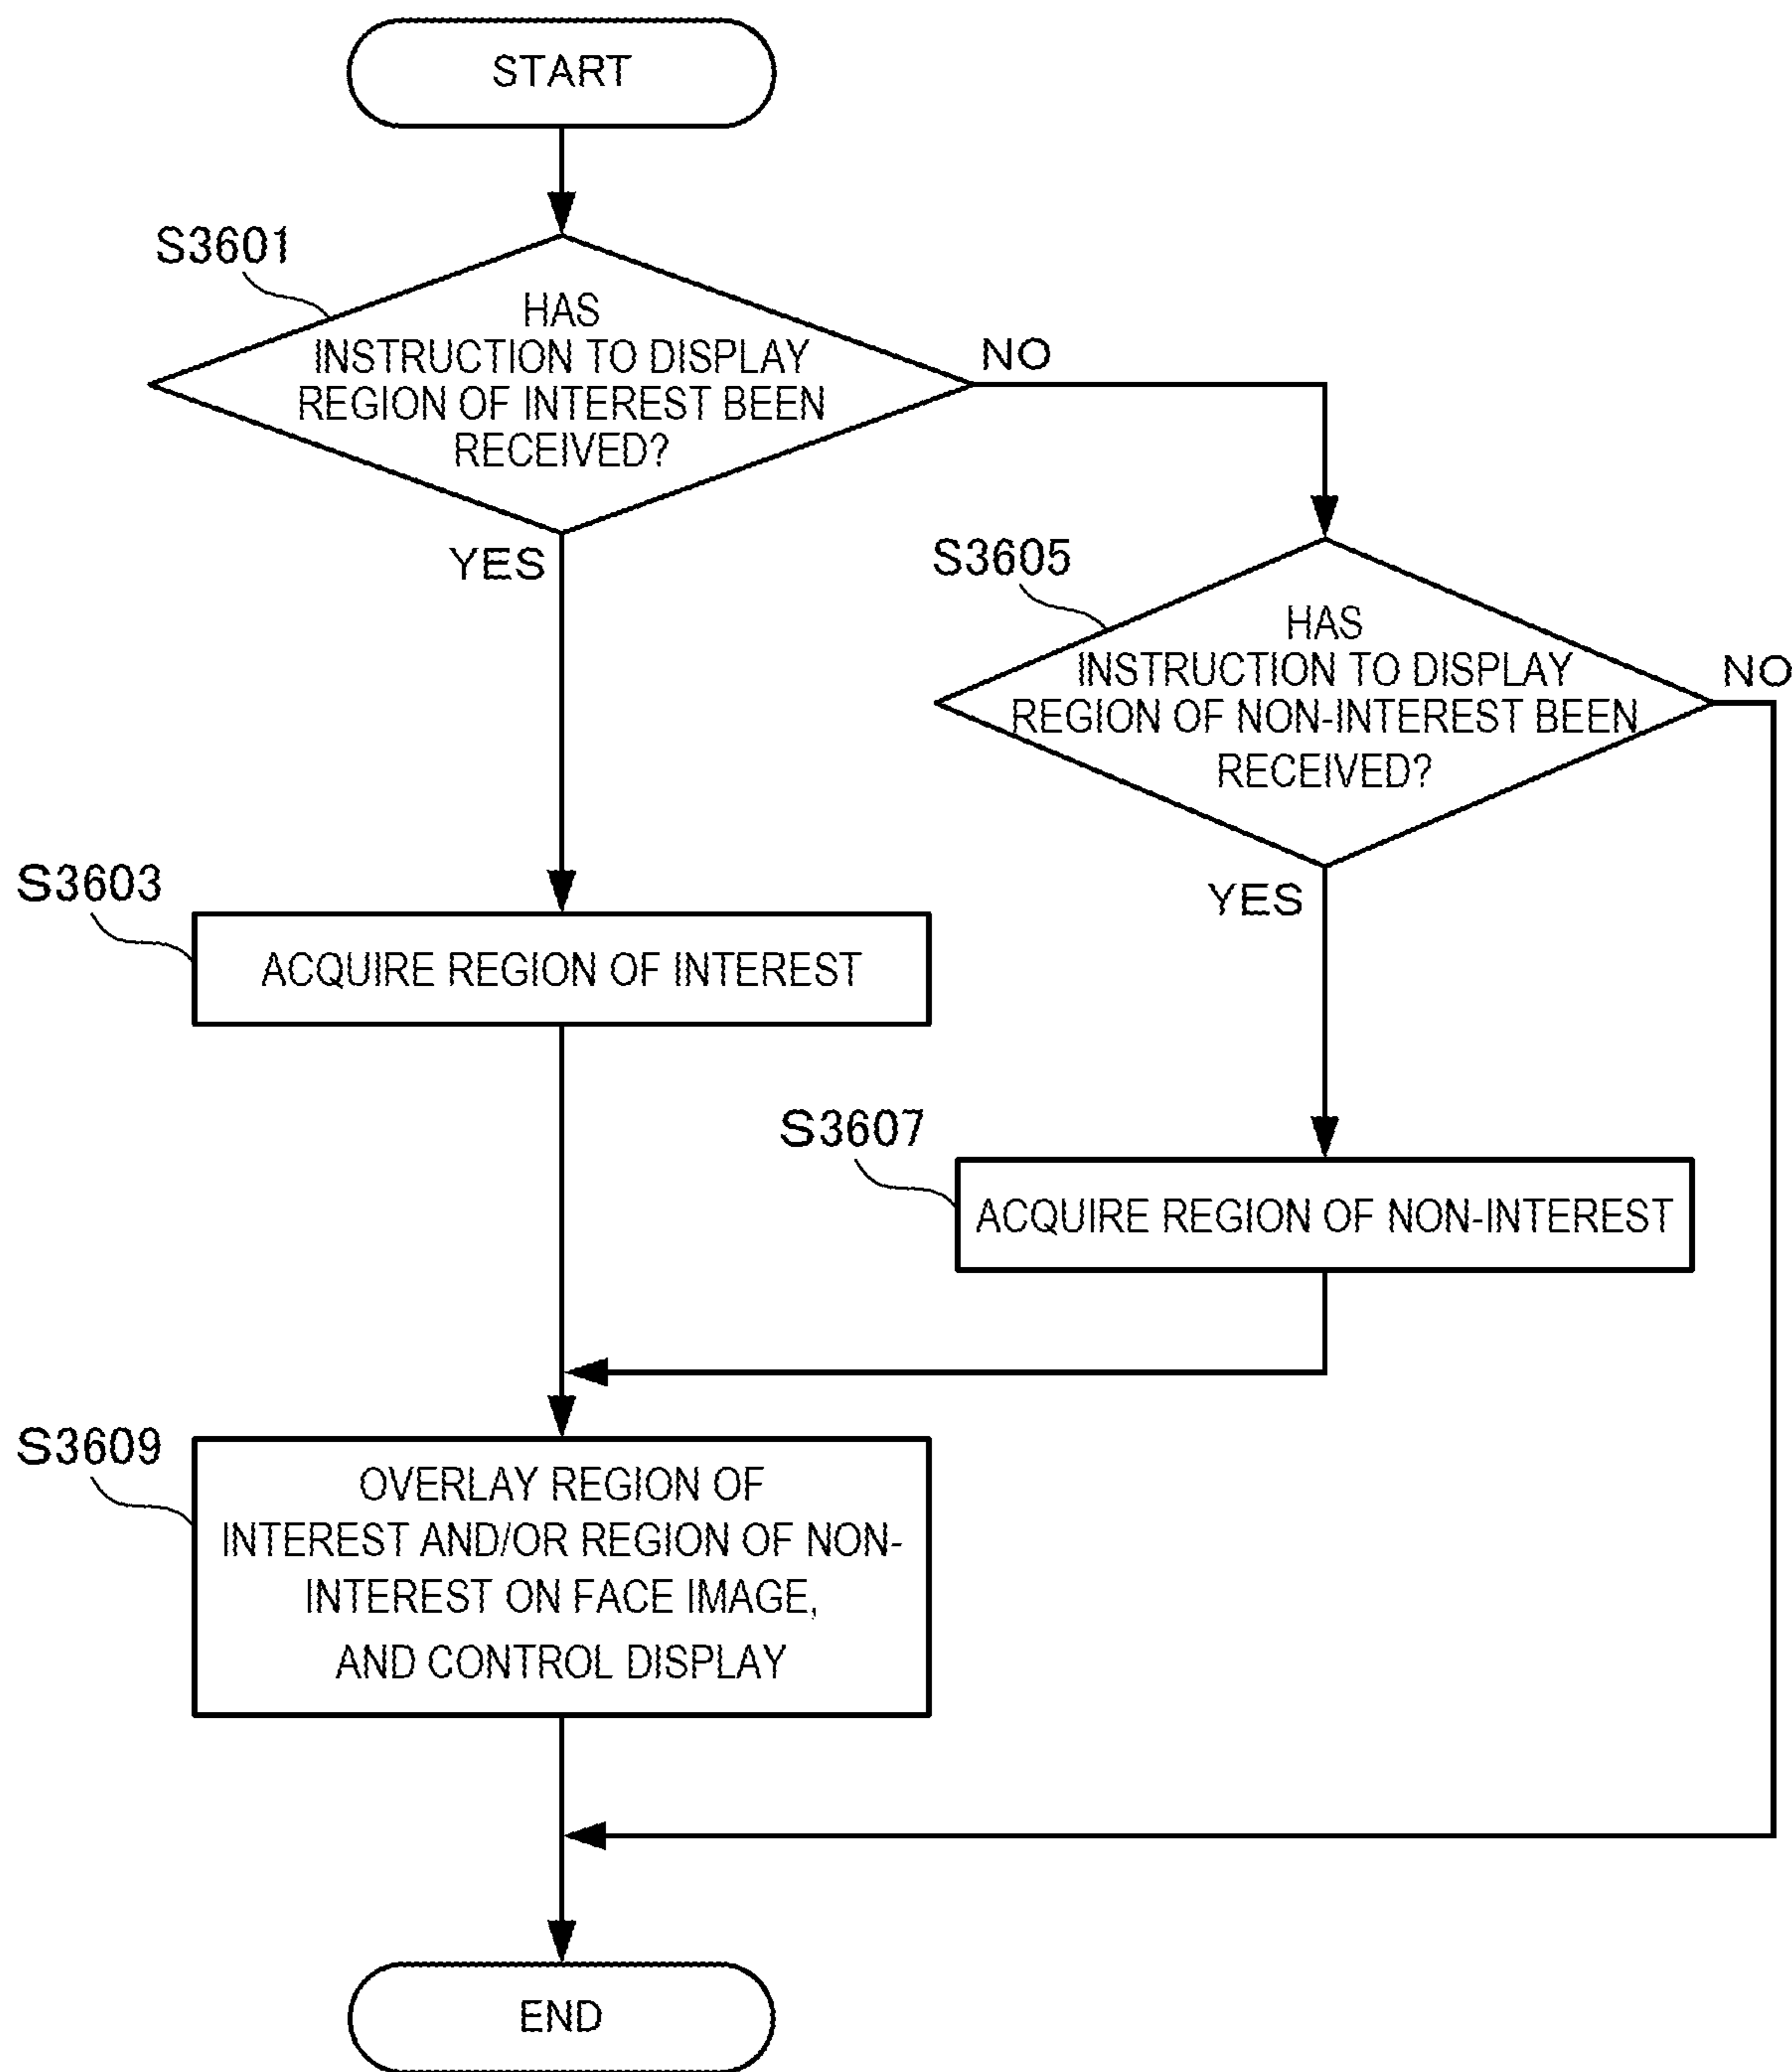 START
S3601
HAS
INSTRUCTION TO DISPLAY
REGION OF INTEREST BEEN
RECEIVED?
NO
YES
S3605
HAS
INSTRUCTION TO DISPLAY
REGION OF NON-INTEREST BEEN
RECEIVED?
NO
YES
S3603
ACQUIRE REGION OF INTEREST
S3607
ACQUIRE REGION OF NON-INTEREST
S3609
OVERLAY REGION OF
INTEREST AND/OR REGION OF NON-
INTEREST ON FACE IMAGE,
AND CONTROL DISPLAY
END